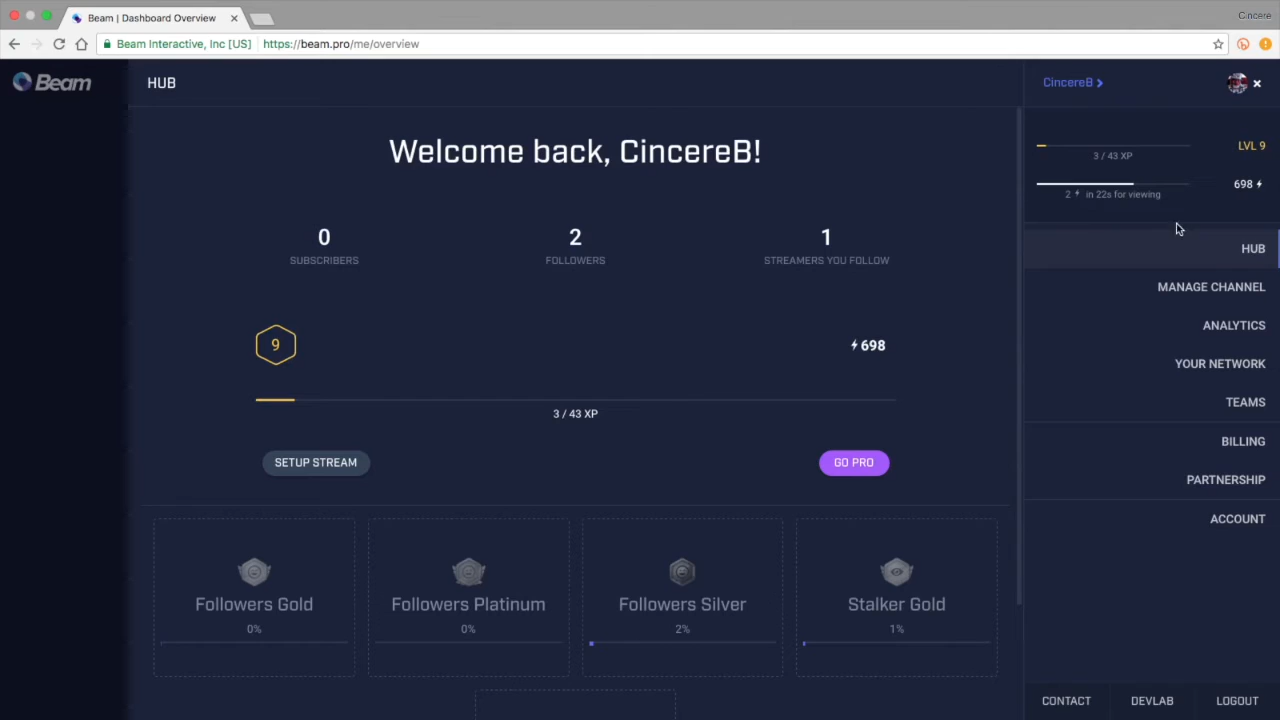 Beam | Dashboard Overview
Cincere
Beam Interactive, Inc [US]
https://beam.pro/me/overview
Beam
HUB
CincereB
Welcome back, CincereB!
LVL 9
3 / 43 XP
698
2 in 22s for viewing
0
2
1
SUBSCRIBERS
FOLLOWERS
STREAMERS YOU FOLLOW
HUB
MANAGE CHANNEL
ANALYTICS
YOUR NETWORK
TEAMS
BILLING
PARTNERSHIP
ACCOUNT
9
698
3 / 43 XP
SETUP STREAM
GO PRO
Followers Gold
0%
Followers Platinum
0%
Followers Silver
2%
Stalker Gold
1%
CONTACT
DEVLAB
LOGOUT